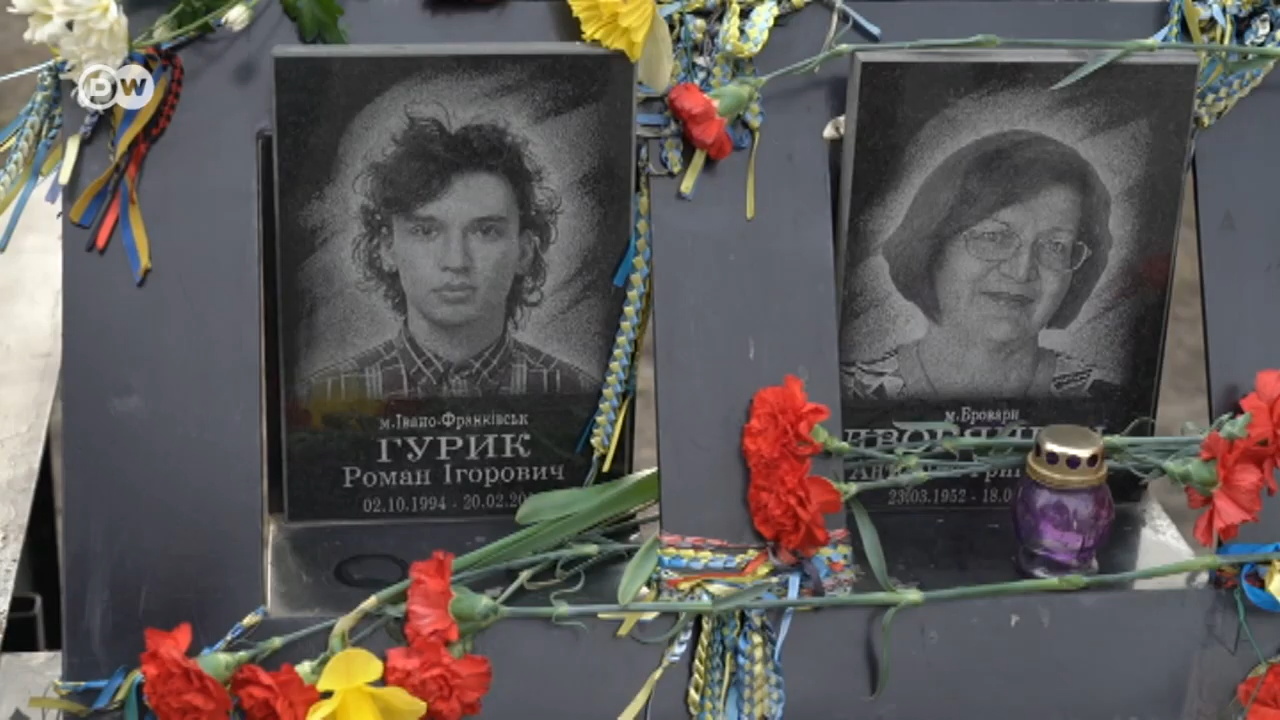 DW
м.Івано-Франківськ
ГУРИК
Роман Ігорович
02.10.1994 - 20.02.20
м.Бровари
23.03.1952 - 18.0